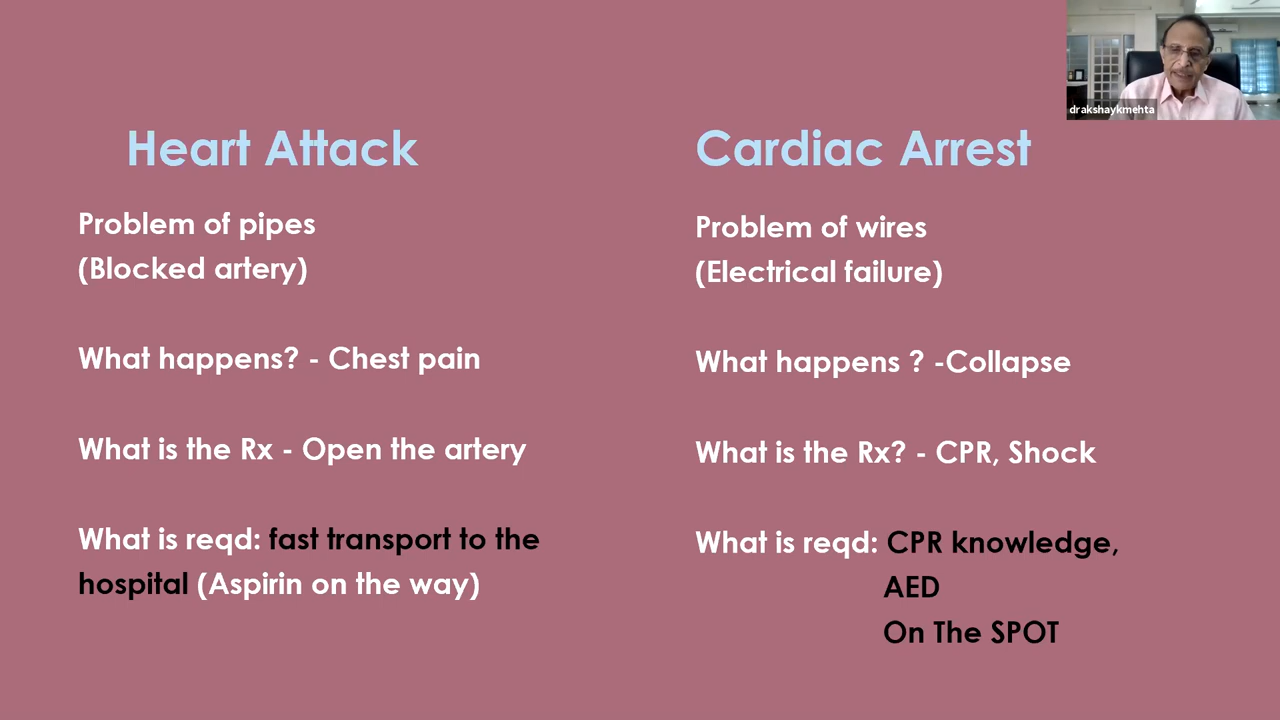 drakshaykmehta
Heart Attack
Problem of pipes
(Blocked artery)
What happens? - Chest pain
What is the Rx - Open the artery
What is reqd: fast transport to the
hospital (Aspirin on the way)
Cardiac Arrest
Problem of wires
(Electrical failure)
What happens ? -Collapse
What is the Rx? - CPR, Shock
What is reqd: CPR knowledge,
AED
On The SPOT